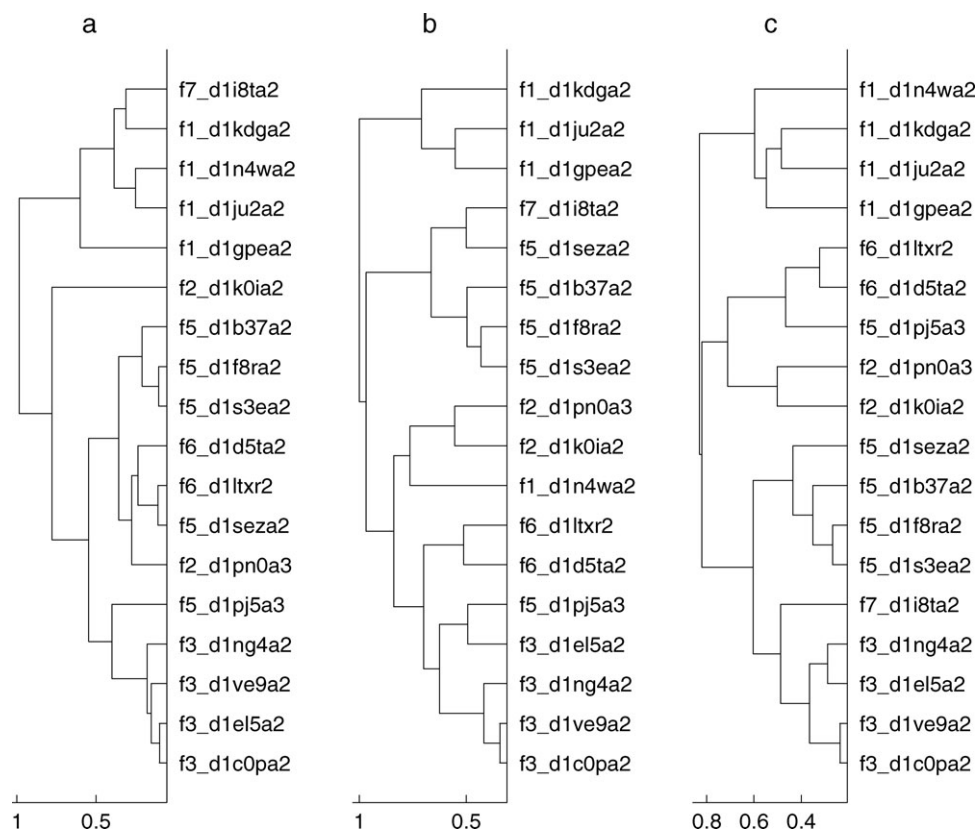 a
f7_d1i8ta2
f1_d1kdga2
f1_d1n4wa2
f1_d1ju2a2
f1_d1gpea2
f2_d1k0ia2
f5_d1b37a2
f5_d1f8ra2
f5_d1s3ea2
f6_d1d5ta2
f6_d1ltxr2
f5_d1seza2
f2_d1pn0a3
f5_d1pj5a3
f3_d1ng4a2
f3_d1ve9a2
f3_d1el5a2
f3_d1c0pa2
1 0.5
b
f1_d1kdga2
f1_d1ju2a2
f1_d1gpea2
f7_d1i8ta2
f5_d1seza2
f5_d1b37a2
f5_d1f8ra2
f5_d1s3ea2
f2_d1pn0a3
f2_d1k0ia2
f1_d1n4wa2
f6_d1ltxr2
f6_d1d5ta2
f5_d1pj5a3
f3_d1el5a2
f3_d1ng4a2
f3_d1ve9a2
f3_d1c0pa2
1 0.5
c
f1_d1n4wa2
f1_d1kdga2
f1_d1ju2a2
f1_d1gpea2
f6_d1ltxr2
f6_d1d5ta2
f5_d1pj5a3
f2_d1pn0a3
f2_d1k0ia2
f5_d1seza2
f5_d1b37a2
f5_d1f8ra2
f5_d1s3ea2
f7_d1i8ta2
f3_d1ng4a2
f3_d1el5a2
f3_d1ve9a2
f3_d1c0pa2
0.8 0.6 0.4